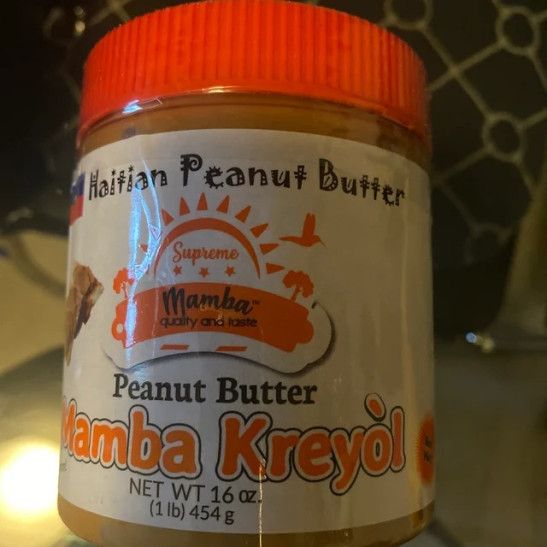 Haitian Peanut Butter
Supreme
Mamba™
quality and taste
Peanut Butter
Mamba Kreyòl
NET WT 16 oz.
(1 lb) 454 g